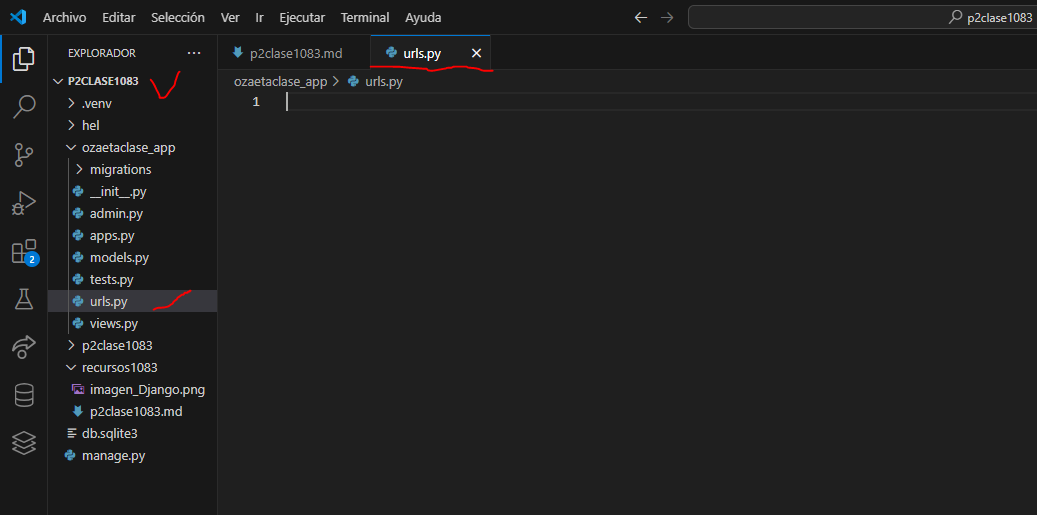 Archivo Editar Selección Ver Ir Ejecutar Terminal Ayuda p2clase1083
EXPLORADOR ···
p2clase1083.md urls.py
P2CLASE1083
ozaetaclase_app > urls.py
.venv
1
hel
ozaetaclase_app
migrations
__init__.py
admin.py
apps.py
models.py
2
tests.py
urls.py
views.py
p2clase1083
recursos1083
imagen_Django.png
p2clase1083.md
db.sqlite3
manage.py